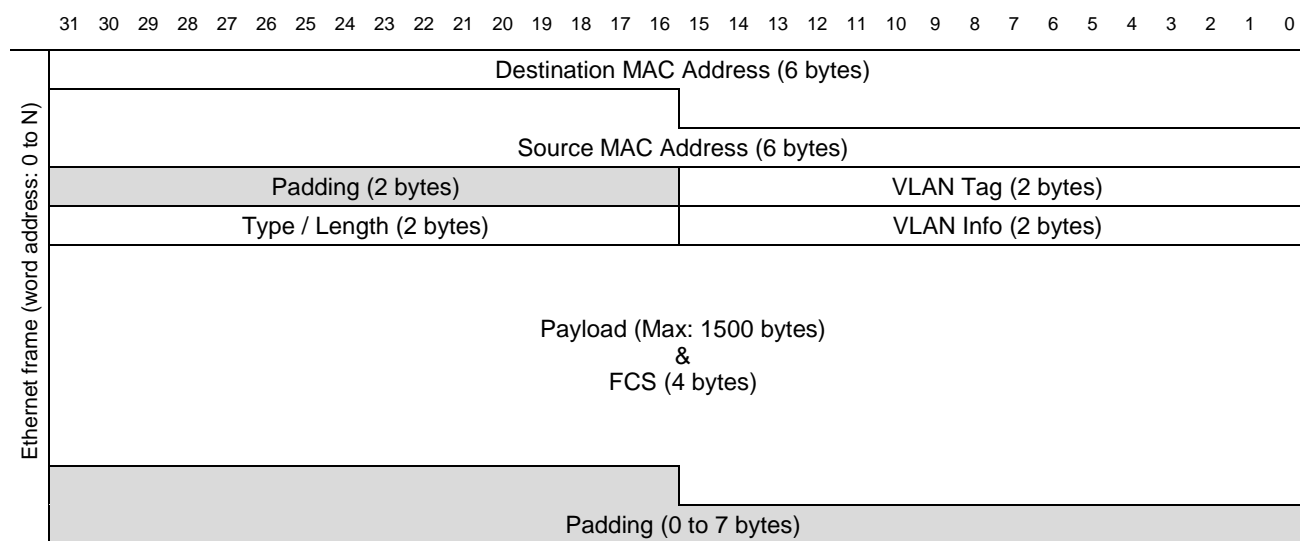 31 30 29 28 27 26 25 24 23 22 21 20 19 18 17 16 15 14 13 12 11 10 9 8 7 6 5 4 3 2 1 0
Ethernet frame (word address: 0 to N)
Destination MAC Address (6 bytes)
Source MAC Address (6 bytes)
Padding (2 bytes) VLAN Tag (2 bytes)
Type / Length (2 bytes) VLAN Info (2 bytes)
Payload (Max: 1500 bytes)
&
FCS (4 bytes)
Padding (0 to 7 bytes)